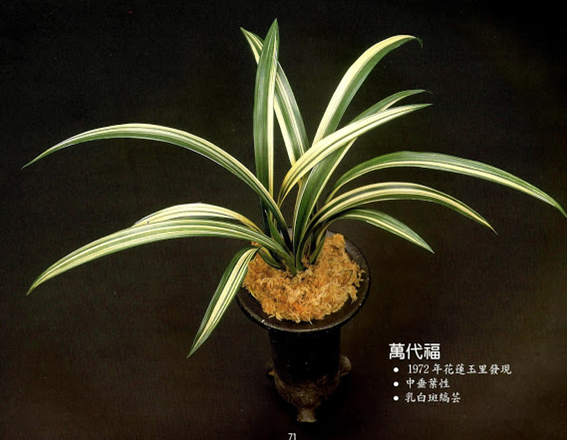 萬代福
● 1972年花蓮玉里發現
● 中垂葉性
● 乳白斑縞芸
71